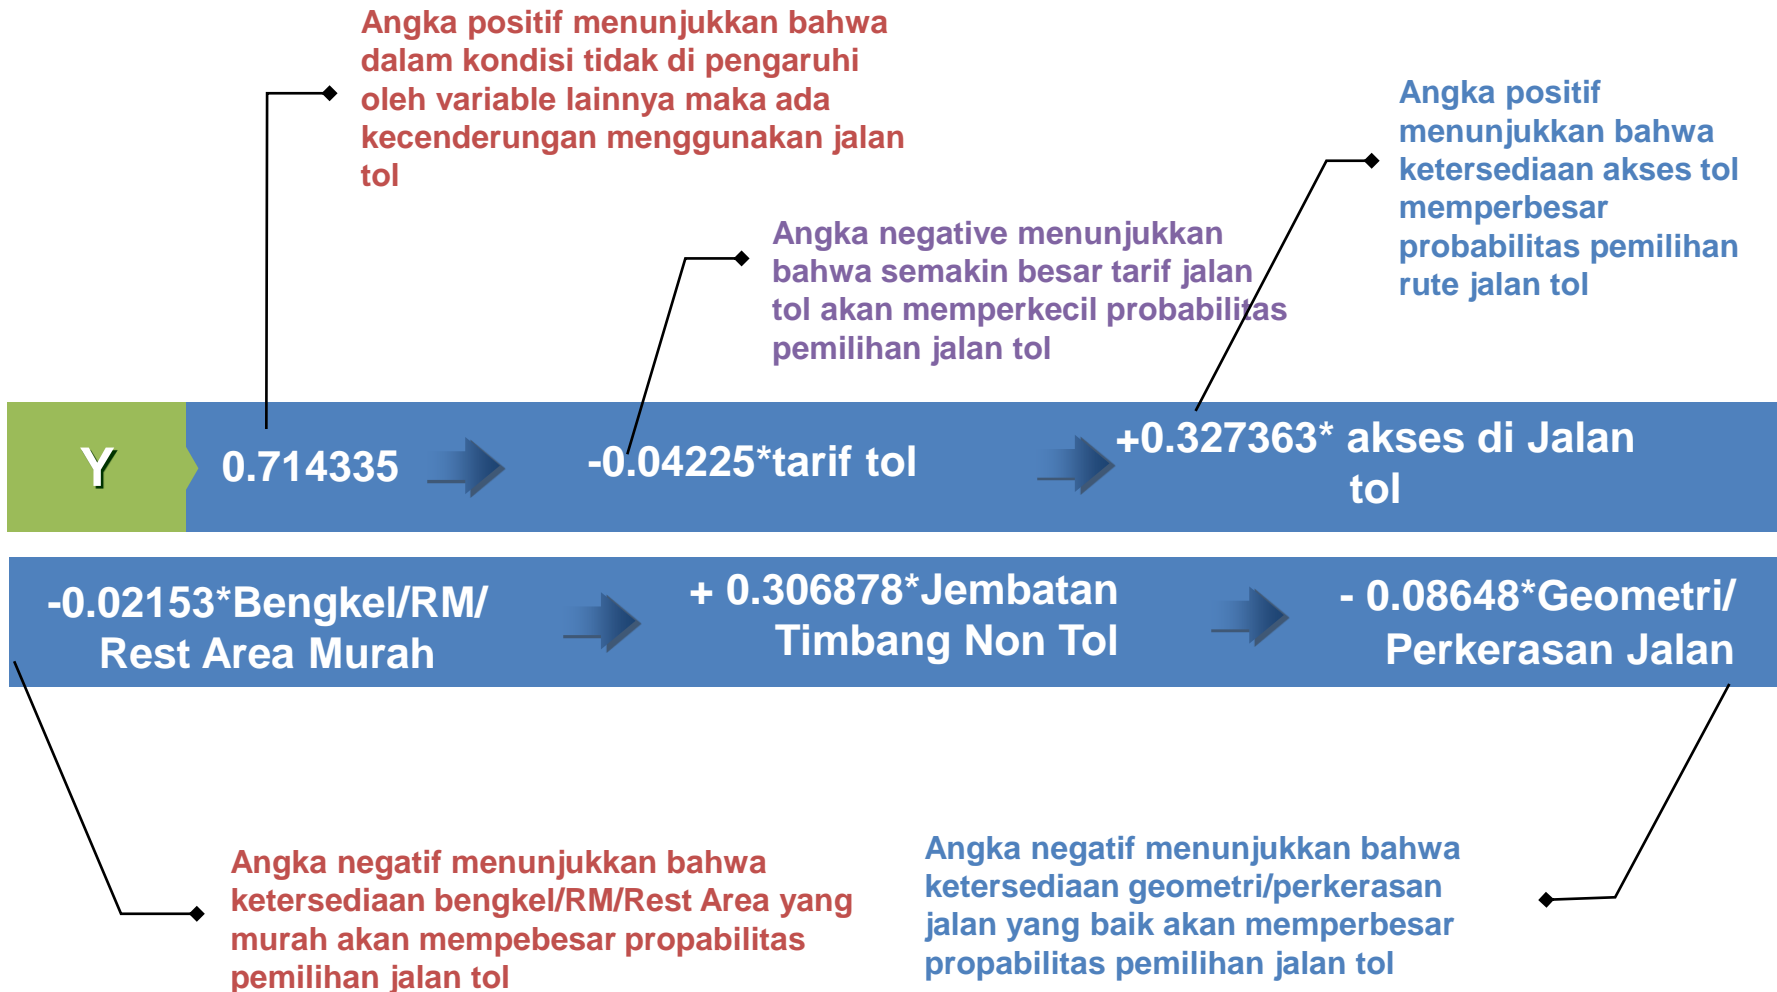 Angka positif menunjukkan bahwa
dalam kondisi tidak di pengaruhi
oleh variable lainnya maka ada
kecenderungan menggunakan jalan
tol
Angka positif
menunjukkan bahwa
ketersediaan akses tol
memperbesar
probabilitas pemilihan
rute jalan tol
Angka negative menunjukkan
bahwa semakin besar tarif jalan
tol akan memperkecil probabilitas
pemilihan jalan tol
Y
0.714335
-0.04225*tarif tol
+0.327363* akses di Jalan
tol
-0.02153*Bengkel/RM/
Rest Area Murah
+ 0.306878*Jembatan
Timbang Non Tol
- 0.08648*Geometri/
Perkerasan Jalan
Angka negatif menunjukkan bahwa
ketersediaan bengkel/RM/Rest Area yang
murah akan mempebesar propabilitas
pemilihan jalan tol
Angka negatif menunjukkan bahwa
ketersediaan geometri/perkerasan
jalan yang baik akan memperbesar
propabilitas pemilihan jalan tol